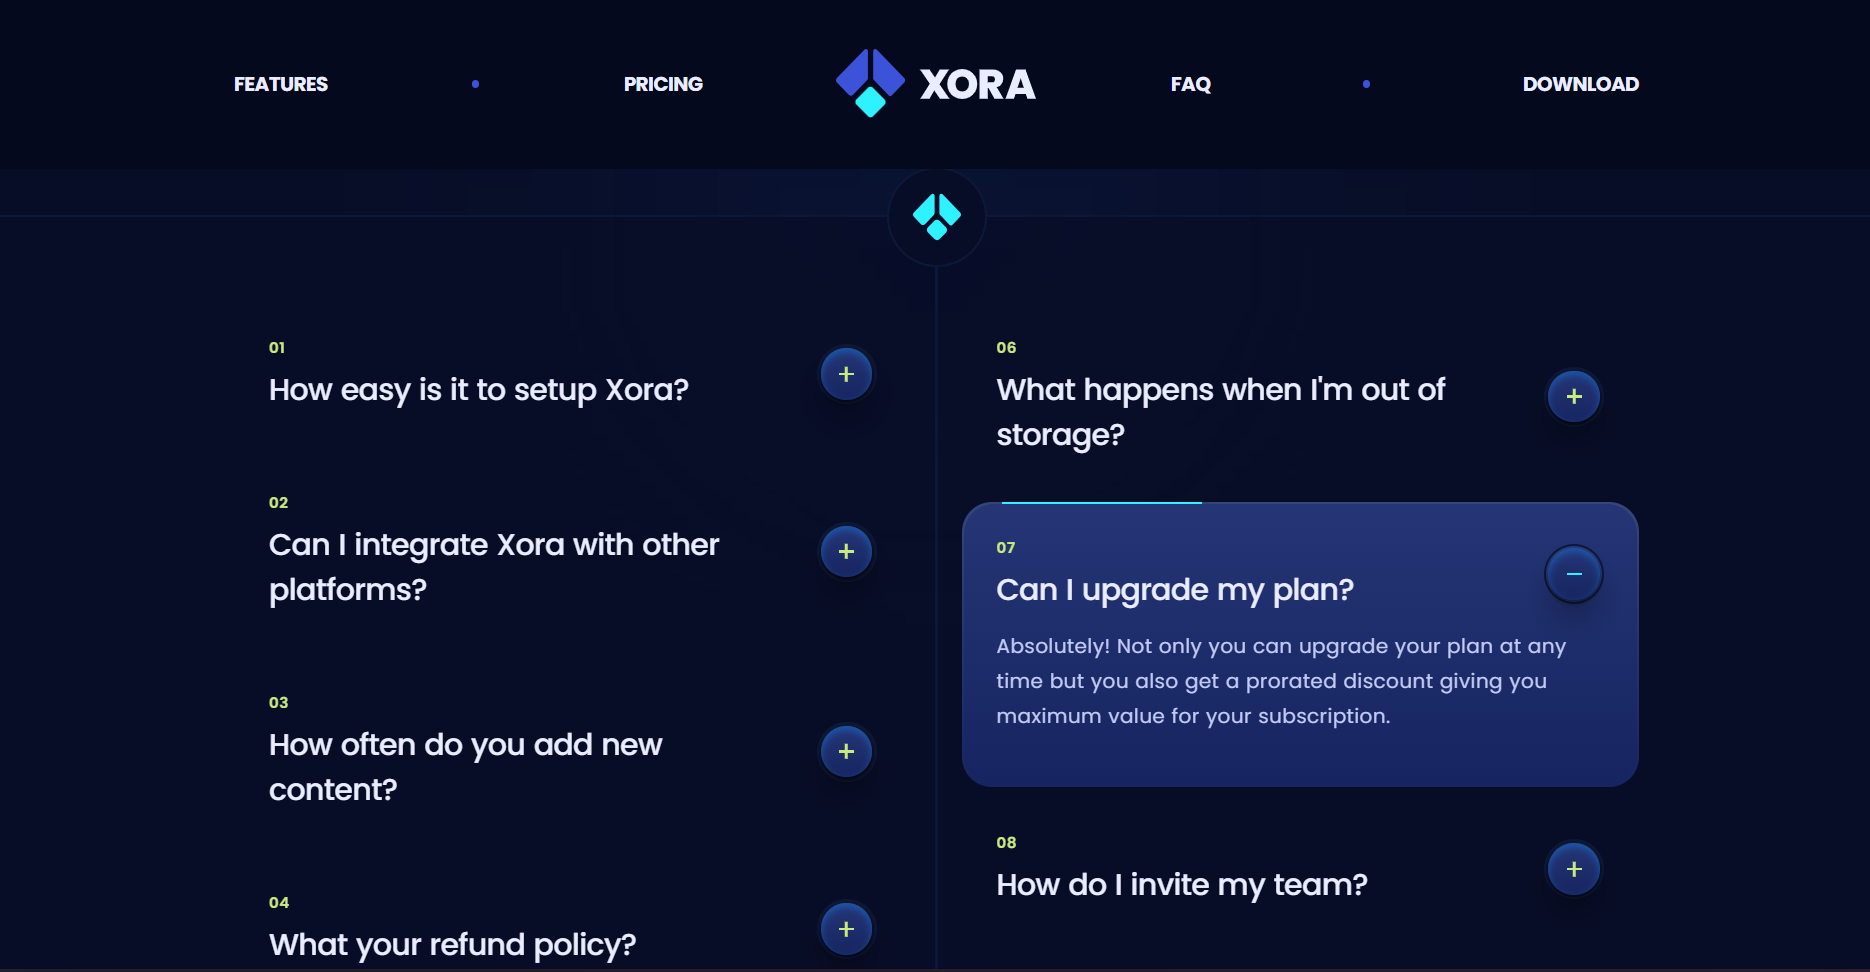 FEATURES
PRICING
XORA
FAQ
DOWNLOAD
01
How easy is it to setup Xora?
02
Can I integrate Xora with other
platforms?
03
How often do you add new
content?
04
What your refund policy?
06
What happens when I'm out of
storage?
07
Can I upgrade my plan?
Absolutely! Not only you can upgrade your plan at any
time but you also get a prorated discount giving you
maximum value for your subscription.
08
How do I invite my team?